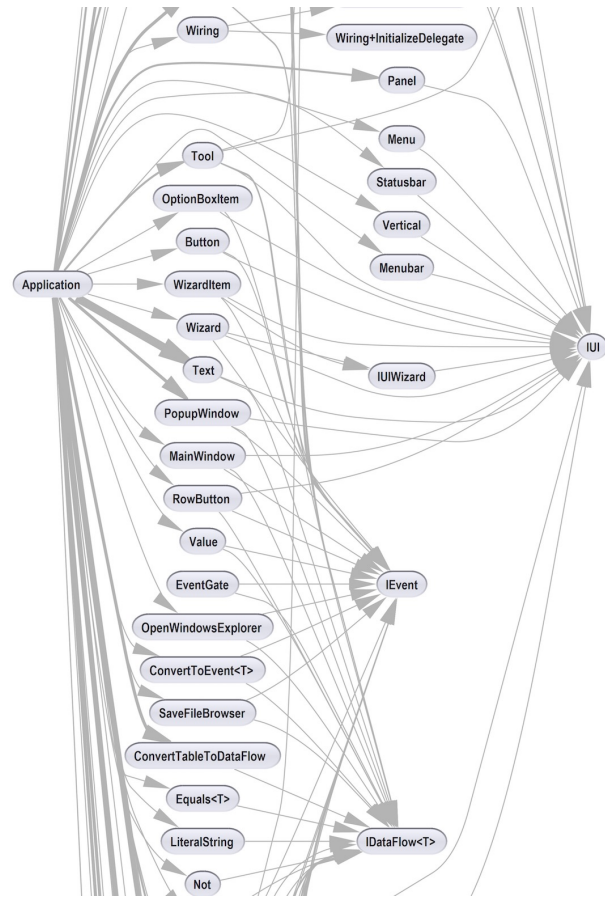 Wiring
Wiring+InitializeDelegate
Panel
Menu
Tool
Statusbar
OptionBoxItem
Vertical
Button
Menubar
Application
WizardItem
Wizard
IUI
Text
IUIWizard
PopupWindow
MainWindow
RowButton
Value
EventGate
IEvent
OpenWindowsExplorer
ConvertToEvent<T>
SaveFileBrowser
ConvertTableToDataFlow
Equals<T>
LiteralString
IDataFlow<T>
Not